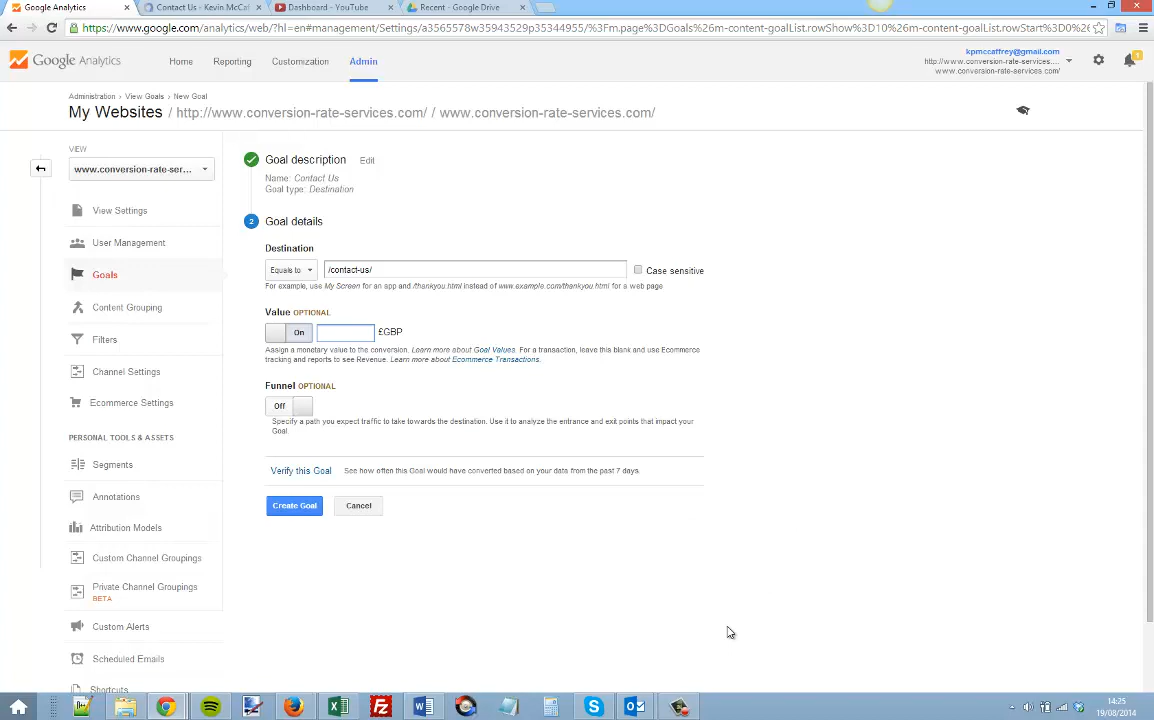 Google Analytics
Contact Us - Kevin McCaf
Dashboard - YouTube
Recent - Google Drive
https://www.google.com/analytics/web/?hl=en#management/Settings/a3565578w43943529p35331064/%3Fm.page%3DGoals%26m-content-goalList.rowShow%3D10%26m-content-goalList.rowStart%3D0%26
Google Analytics
Home
Reporting
Customization
Admin
kpmccaffrey@gmail.com
http://www.conversion-rate-services....
www.conversion-rate-services.com/
1
Administration › View Goals › New Goal
My Websites / http://www.conversion-rate-services.com/ / www.conversion-rate-services.com/
VIEW
www.conversion-rate-ser...
View Settings
User Management
Goals
Content Grouping
Filters
Channel Settings
Ecommerce Settings
PERSONAL TOOLS & ASSETS
Segments
Annotations
Attribution Models
Custom Channel Groupings
Private Channel Groupings
BETA
Custom Alerts
Scheduled Emails
Shortcuts
Goal description Edit
Name: Contact Us
Goal type: Destination
2 Goal details
Destination
Equals to /contact-us/ Case sensitive
For example, use My Screen for an app and /thankyou.html instead of www.example.com/thankyou.html for a web page
Value OPTIONAL
On £GBP
Assign a monetary value to the conversion. Learn more about Goal Values. For a transaction, leave this blank and use Ecommerce
tracking and reports to see Revenue. Learn more about Ecommerce Transactions.
Funnel OPTIONAL
Off
Specify a path you expect traffic to take towards the destination. Use it to analyze the entrance and exit points that impact your
Goal.
Verify this Goal See how often this Goal would have converted based on your data from the past 7 days.
Create Goal Cancel
14:25
19/08/2014